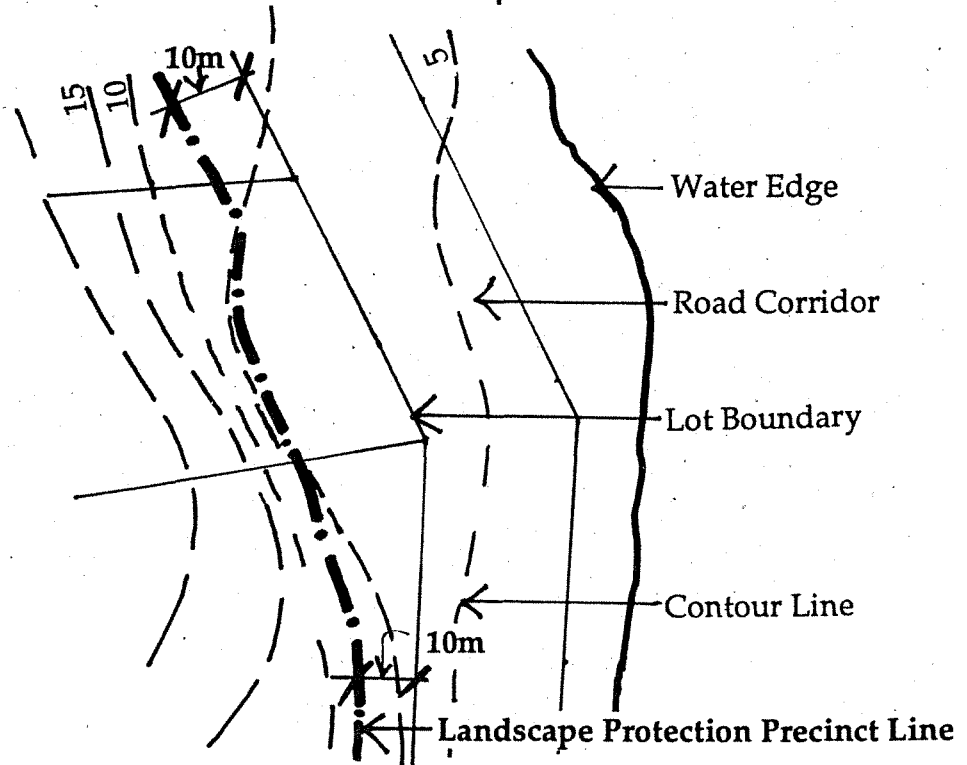 10m
15
10
5
Water Edge
Road Corridor
Lot Boundary
Contour Line
10m
Landscape Protection Precinct Line